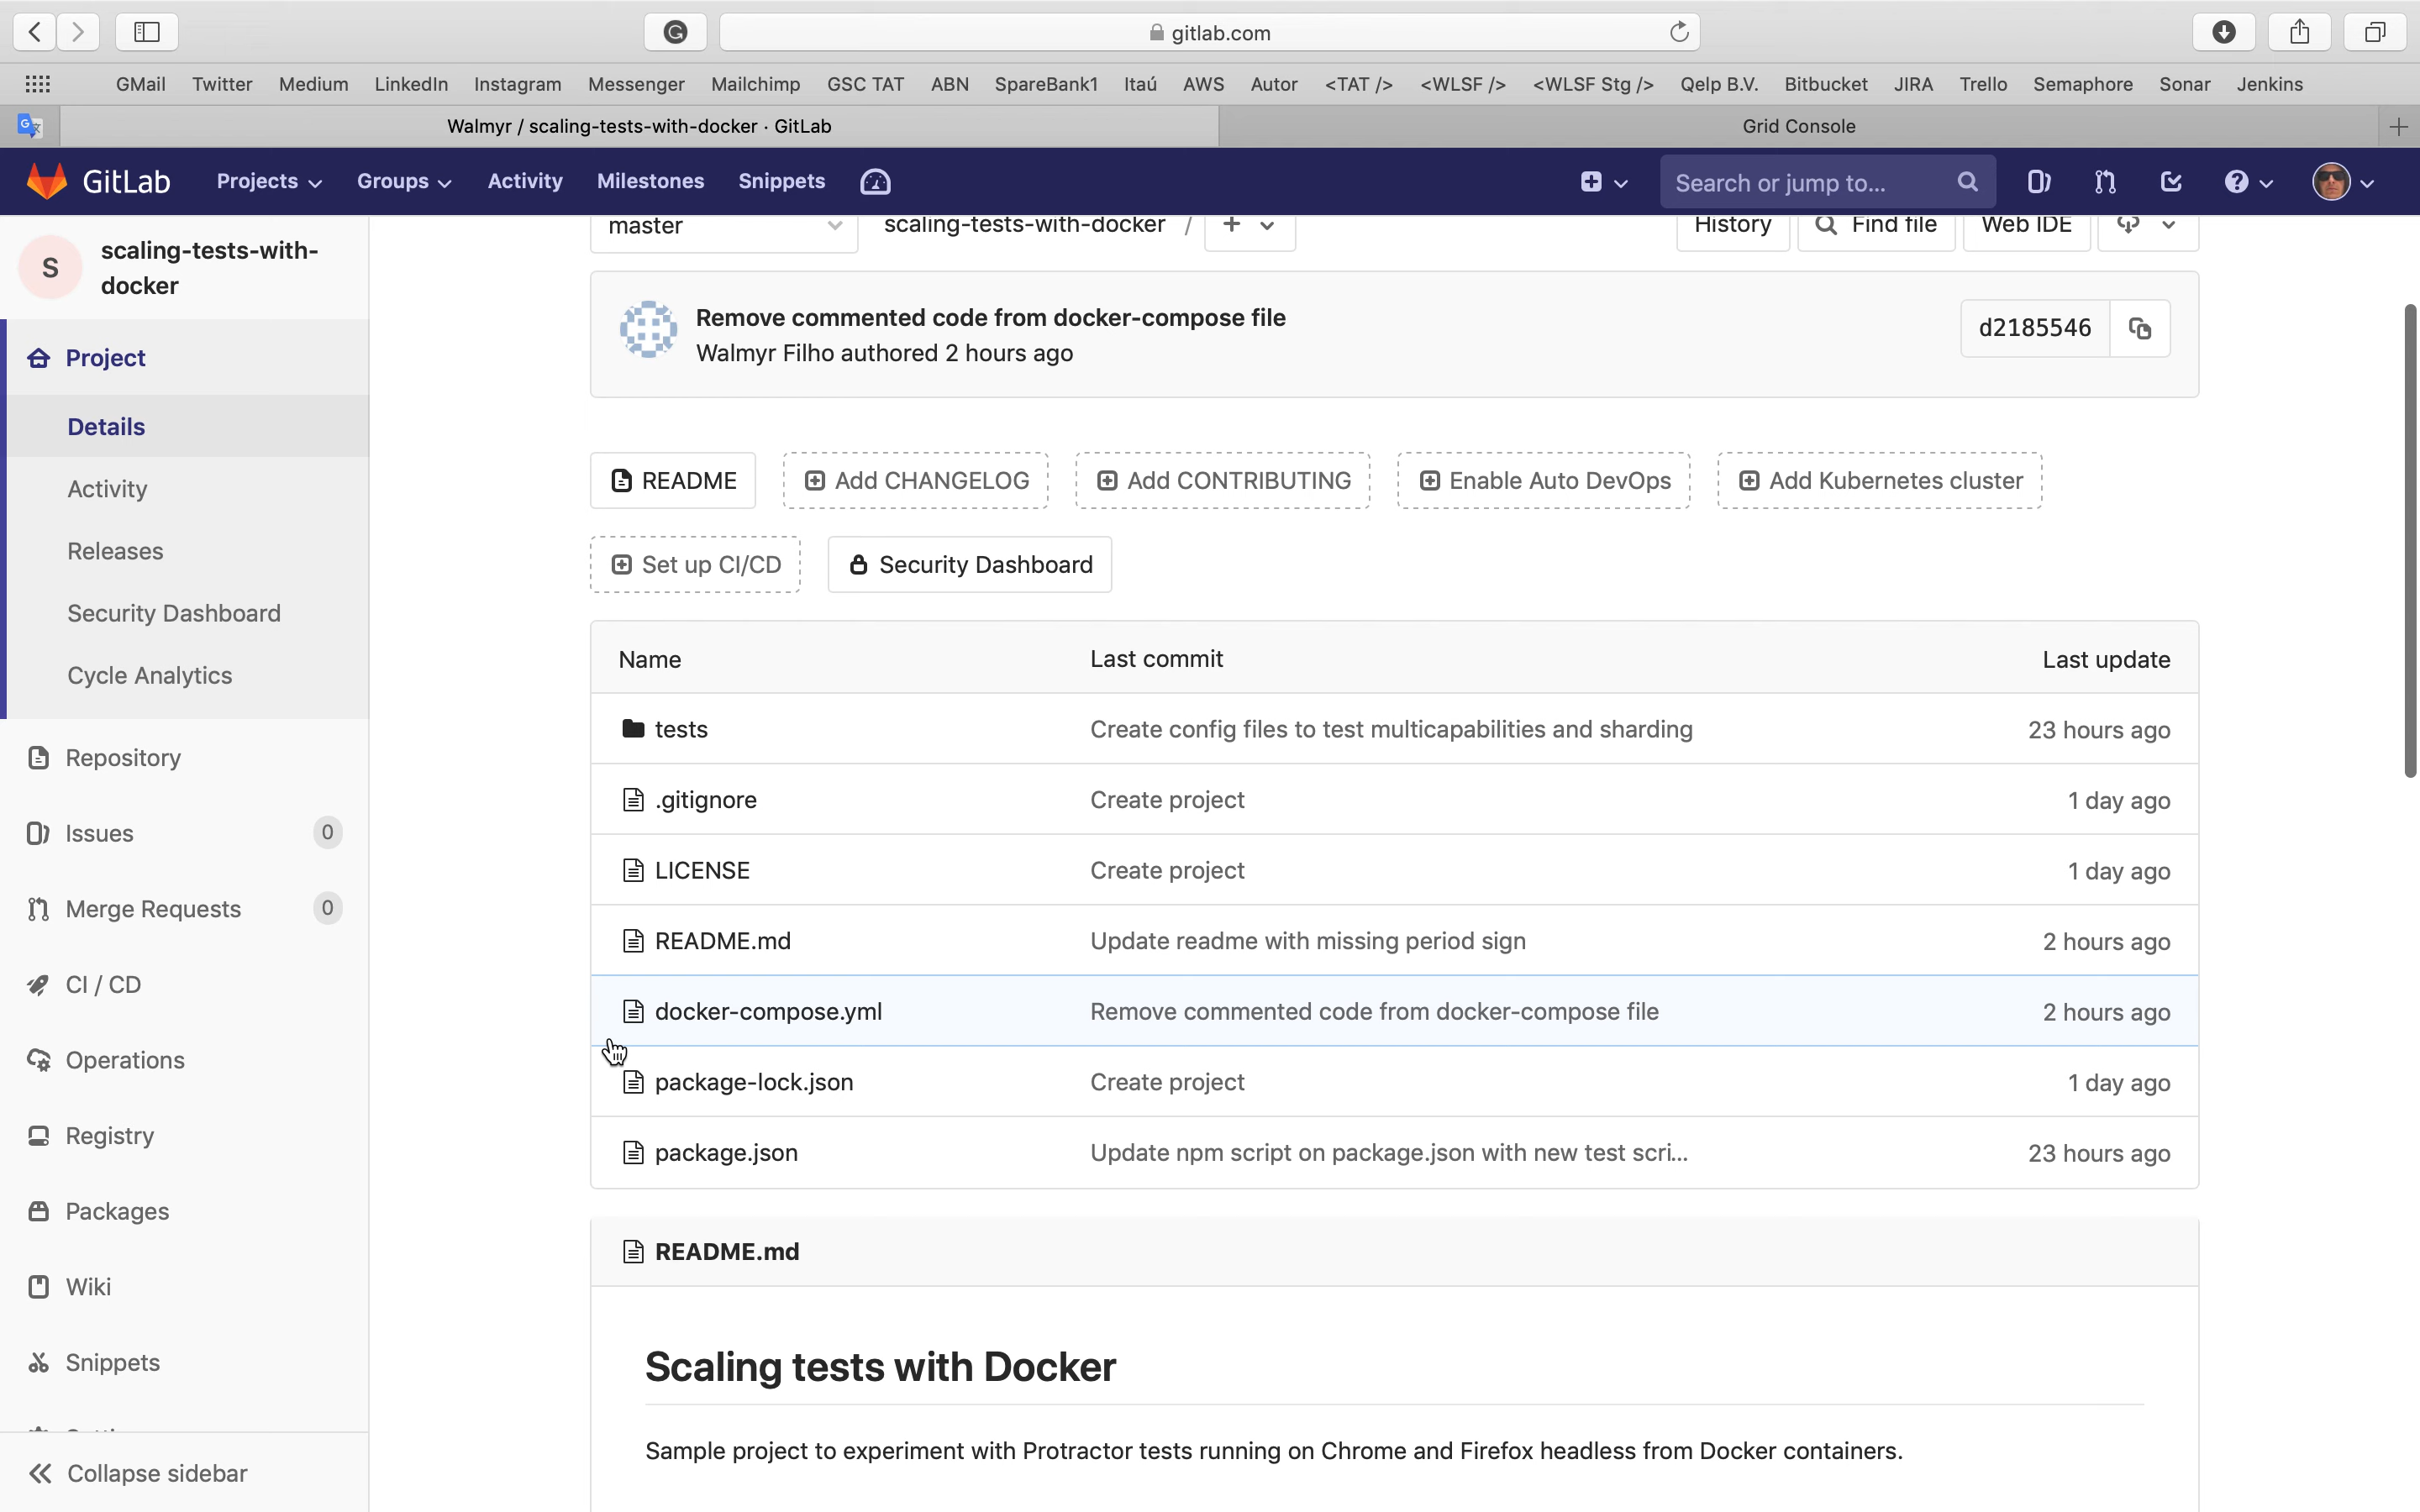 gitlab.com
GMail Twitter Medium LinkedIn Instagram Messenger Mailchimp GSC TAT ABN SpareBank1 Itaú AWS Autor <TAT /> <WLSF /> <WLSF Stg /> Qelp B.V. Bitbucket JIRA Trello Semaphore Sonar Jenkins
Walmyr / scaling-tests-with-docker · GitLab
Grid Console
GitLab Projects Groups Activity Milestones Snippets Search or jump to...
S scaling-tests-with-
docker
Project
Details
Activity
Releases
Security Dashboard
Cycle Analytics
Repository
Issues 0
Merge Requests 0
CI / CD
Operations
Registry
Packages
Wiki
Snippets
Collapse sidebar
master scaling-tests-with-docker / + History Find file Web IDE
Remove commented code from docker-compose file
Walmyr Filho authored 2 hours ago
d2185546
README Add CHANGELOG Add CONTRIBUTING Enable Auto DevOps Add Kubernetes cluster
Set up CI/CD Security Dashboard
Name Last commit Last update
tests Create config files to test multicapabilities and sharding 23 hours ago
.gitignore Create project 1 day ago
LICENSE Create project 1 day ago
README.md Update readme with missing period sign 2 hours ago
docker-compose.yml Remove commented code from docker-compose file 2 hours ago
package-lock.json Create project 1 day ago
package.json Update npm script on package.json with new test scri... 23 hours ago
README.md
Scaling tests with Docker
Sample project to experiment with Protractor tests running on Chrome and Firefox headless from Docker containers.